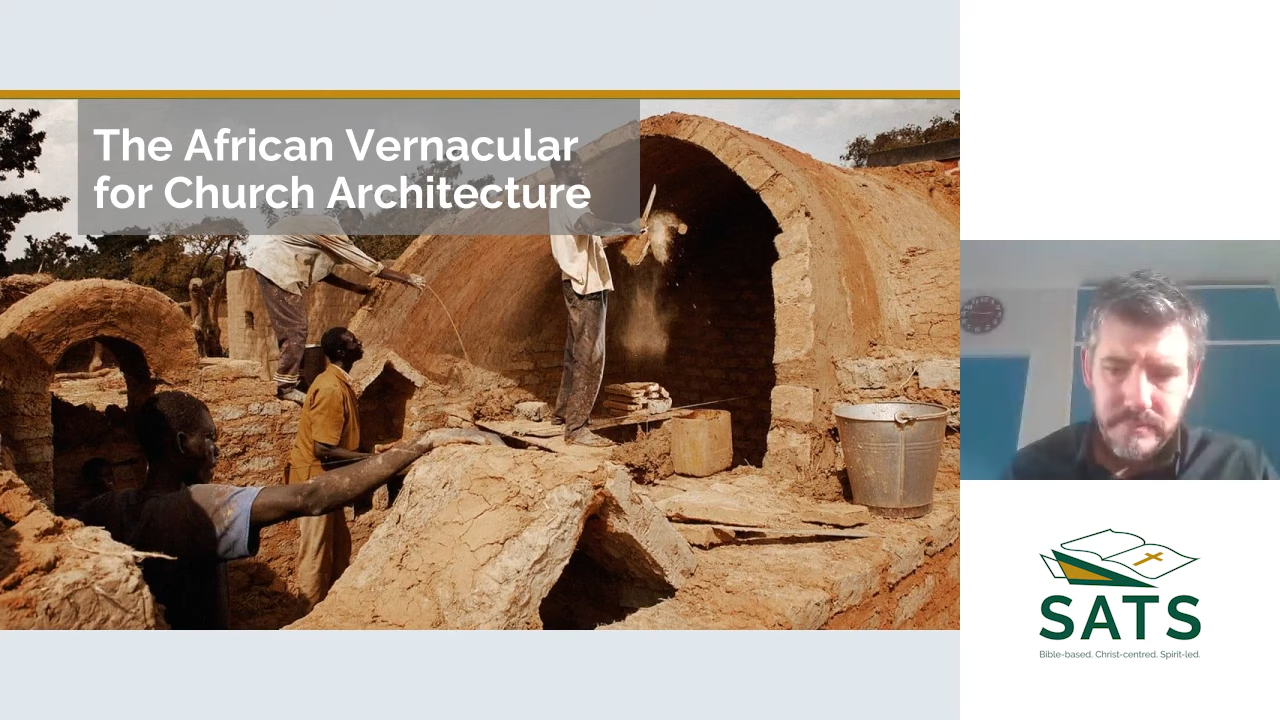 The African Vernacular
for Church Architecture
SATS
Bible-based. Christ-centred. Spirit-led.